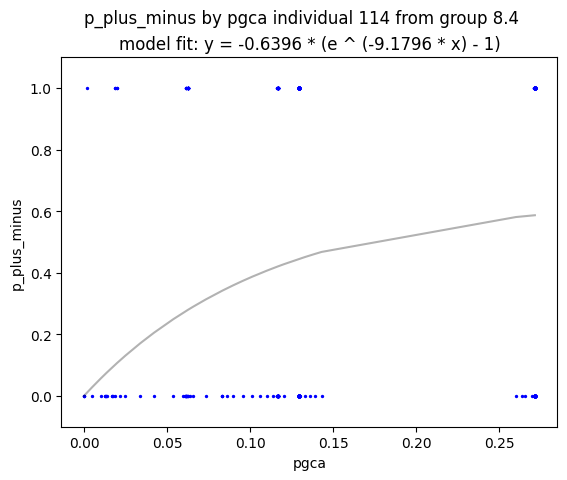 p_plus_minus by pgca individual 114 from group 8.4
model fit: y = -0.6396 * (e ^ (-9.1796 * x) - 1)
1.0
0.8
0.6
0.4
0.2
0.0
p_plus_minus
0.00 0.05 0.10 0.15 0.20 0.25
pgca